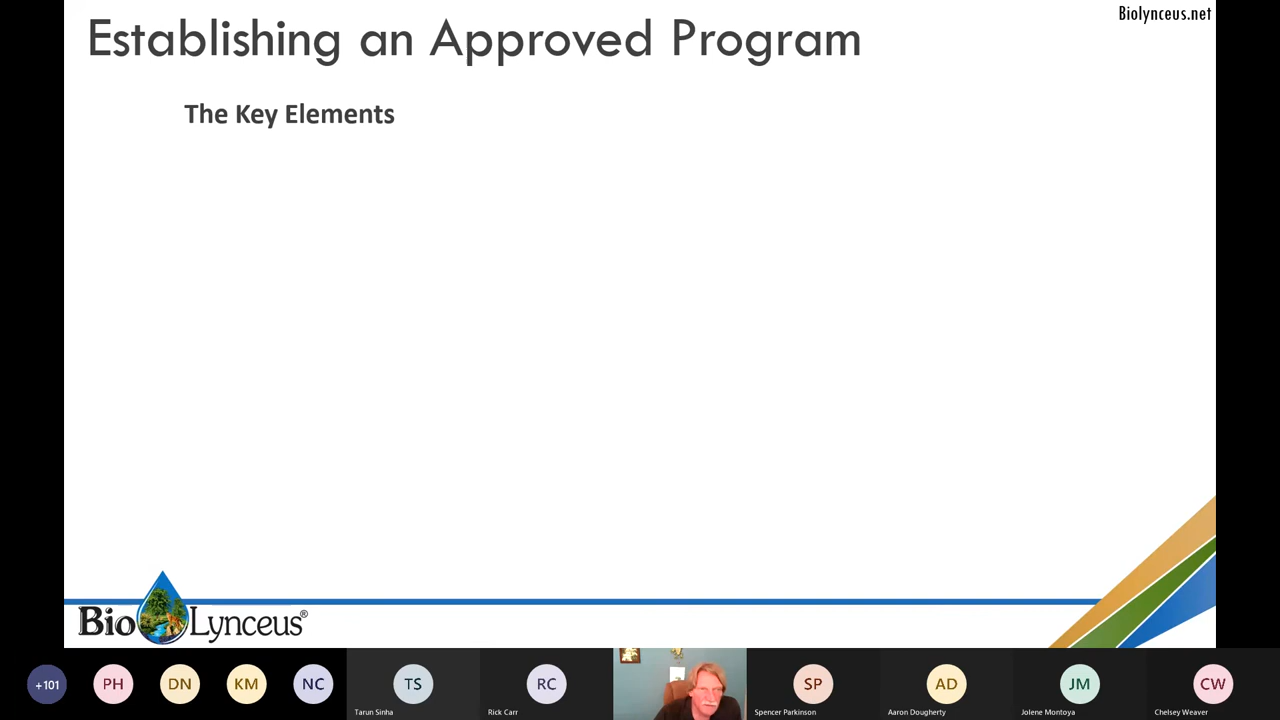 Biolynceus.net
Establishing an Approved Program
The Key Elements
BioLynceus®
+101
PH
DN
KM
NC
TS
RC
SP
AD
JM
CW
Tarun Sinha
Rick Carr
Spencer Parkinson
Aaron Dougherty
Jolene Montoya
Chelsey Weaver